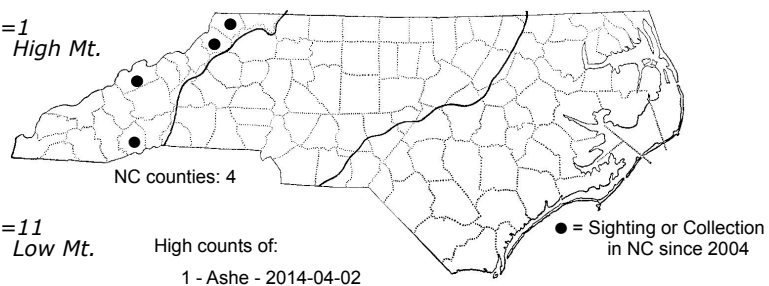 =1
High Mt.
NC counties: 4
=11
Low Mt.
High counts of:
1 - Ashe - 2014-04-02
● = Sighting or Collection
in NC since 2004